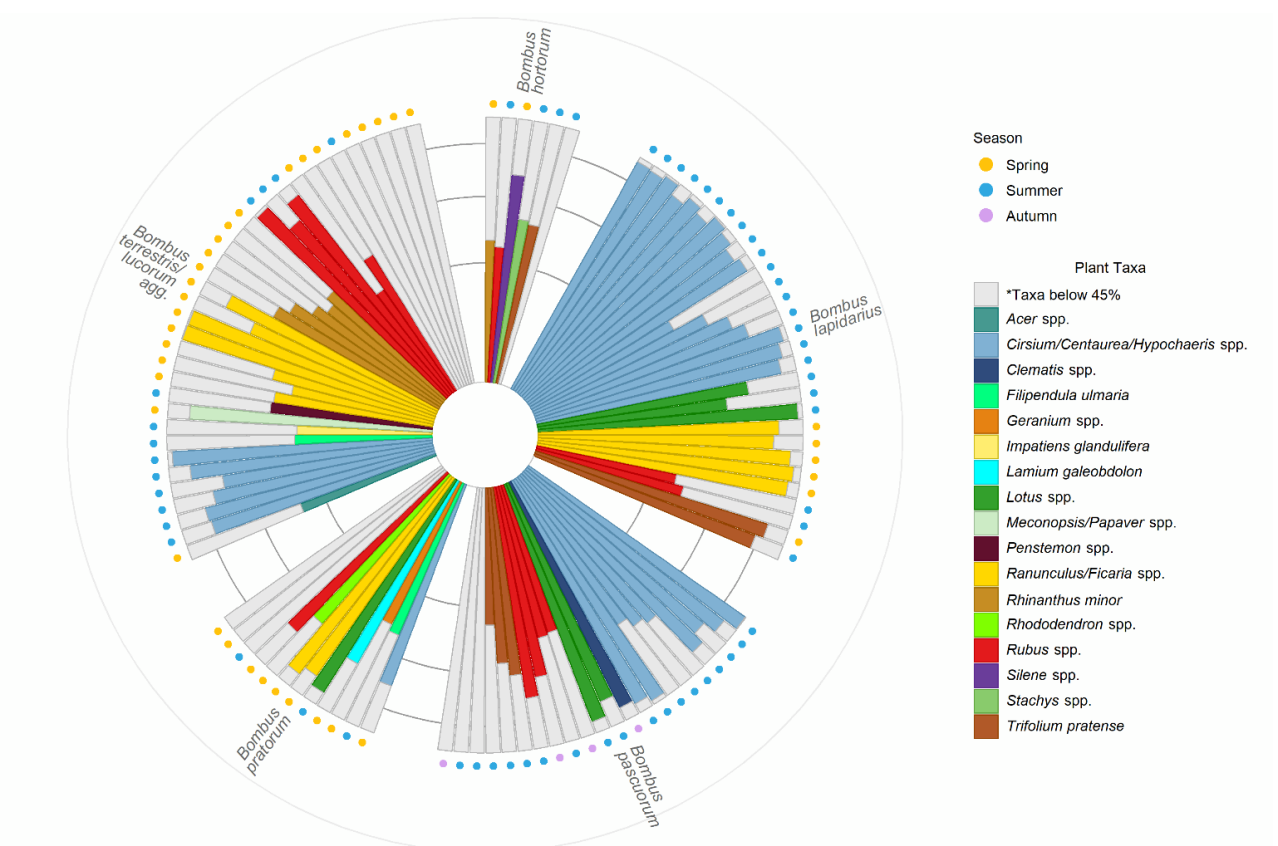 Bombus
hortorum
Bombus
lapidarius
Bombus
terrestris/
lucorum
agg.
Bombus
pratorum
Bombus
pascuorum
Season
Spring
Summer
Autumn
Plant Taxa
*Taxa below 45%
Acer spp.
Cirsium/Centaurea/Hypochaeris spp.
Clematis spp.
Filipendula ulmaria
Geranium spp.
Impatiens glandulifera
Lamium galeobdolon
Lotus spp.
Meconopsis/Papaver spp.
Penstemon spp.
Ranunculus/Ficaria spp.
Rhinanthus minor
Rhododendron spp.
Rubus spp.
Silene spp.
Stachys spp.
Trifolium pratense